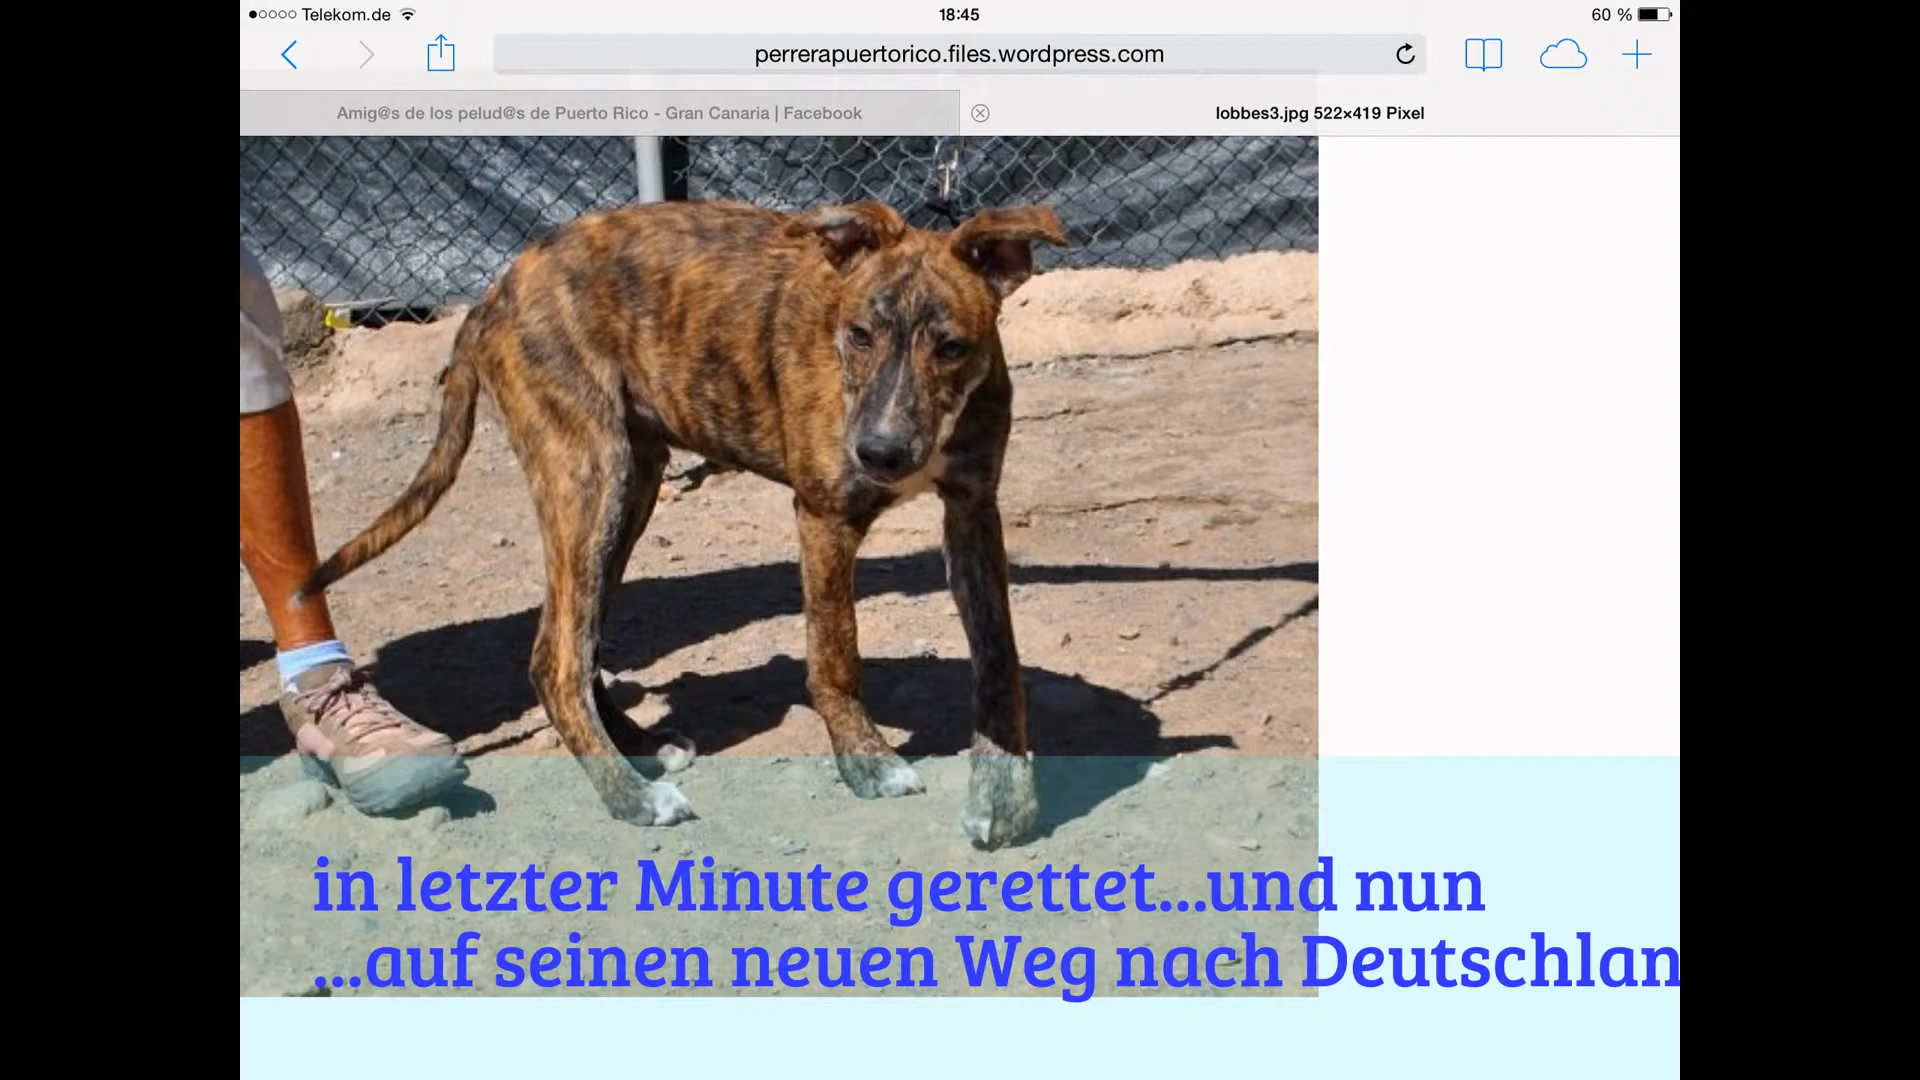 Telekom.de 18:45 60 %
perrerapuertorico.files.wordpress.com
Amig@s de los pelud@s de Puerto Rico - Gran Canaria | Facebook lobbes3.jpg 522×419 Pixel
in letzter Minute gerettet...und nun
...auf seinen neuen Weg nach Deutschlan